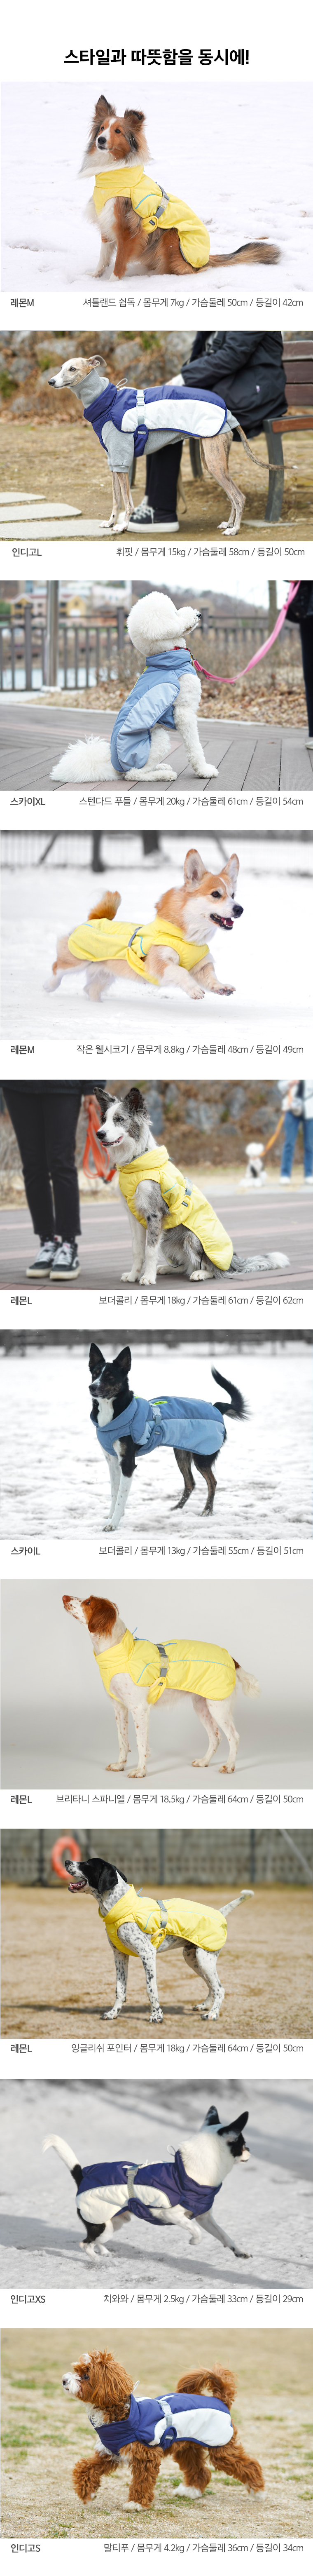 스타일과 따뜻함을 동시에!
레몬M 셔틀랜드 쉽독 / 몸무게 7kg / 가슴둘레 50cm / 등길이 42cm
인디고L 휘핏 / 몸무게 15kg / 가슴둘레 58cm / 등길이 50cm
스카이XL 스텐다드 푸들 / 몸무게 20kg / 가슴둘레 61cm / 등길이 54cm
레몬M 작은 웰시코기 / 몸무게 8.8kg / 가슴둘레 48cm / 등길이 49cm
레몬L 보더콜리 / 몸무게 18kg / 가슴둘레 61cm / 등길이 62cm
스카이L 보더콜리 / 몸무게 13kg / 가슴둘레 55cm / 등길이 51cm
레몬L 브리타니 스파니엘 / 몸무게 18.5kg / 가슴둘레 64cm / 등길이 50cm
레몬L 잉글리쉬 포인터 / 몸무게 18kg / 가슴둘레 64cm / 등길이 50cm
인디고XS 치와와 / 몸무게 2.5kg / 가슴둘레 33cm / 등길이 29cm
인디고S 말티푸 / 몸무게 4.2kg / 가슴둘레 36cm / 등길이 34cm